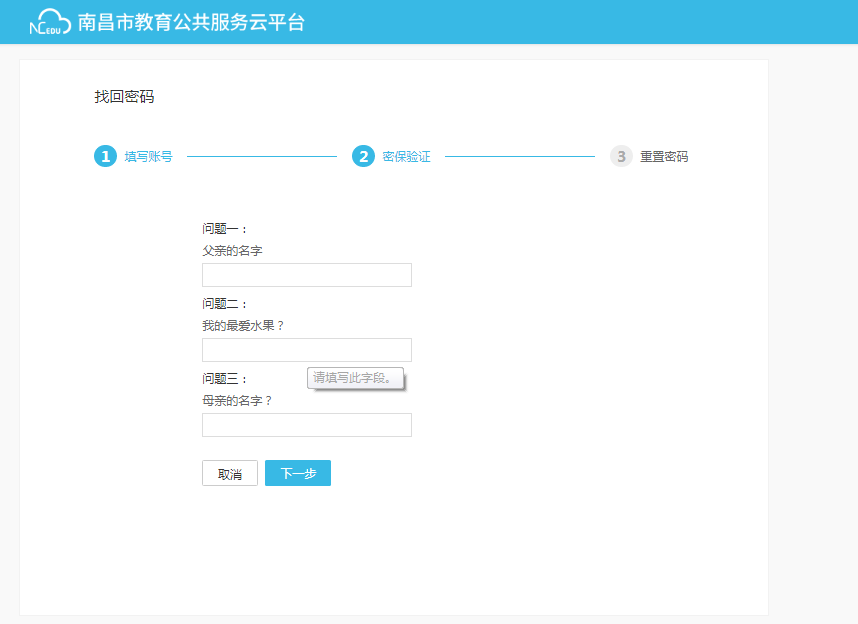 NCEDU 南昌市教育公共服务云平台
找回密码
1 填写账号 2 密保验证 3 重置密码
问题一：
父亲的名字
问题二：
我的最爱水果？
问题三：
请填写此字段。
母亲的名字？
取消 下一步